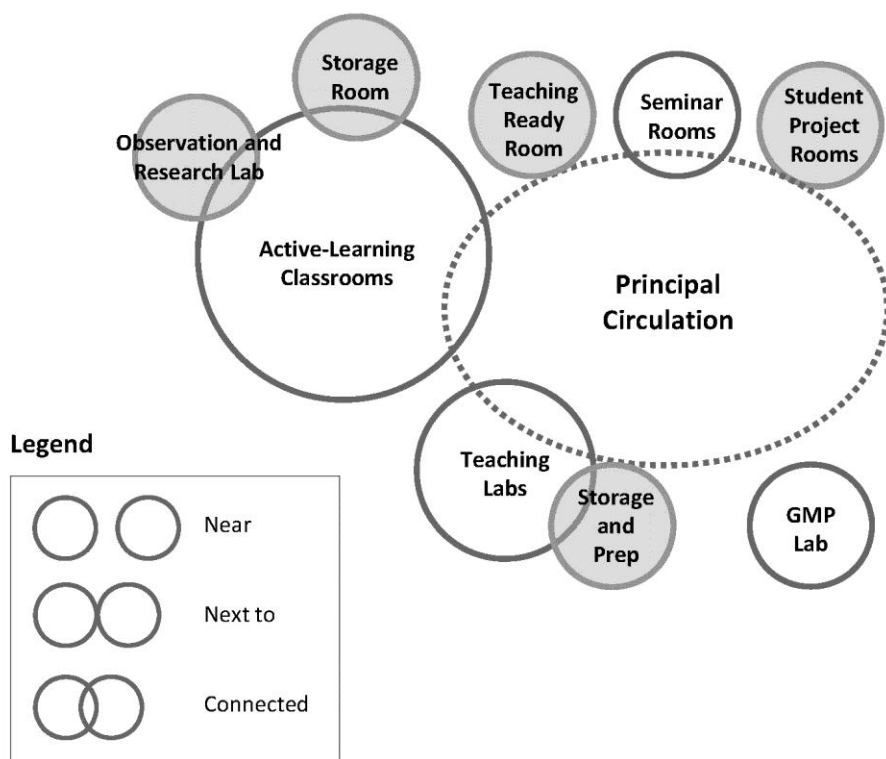 Storage
Room
Observation and
Research Lab
Teaching
Ready
Room
Seminar
Rooms
Student
Project
Rooms
Active-Learning
Classrooms
Principal
Circulation
Teaching
Labs
Storage
and
Prep
GMP
Lab
Legend
Near
Next to
Connected